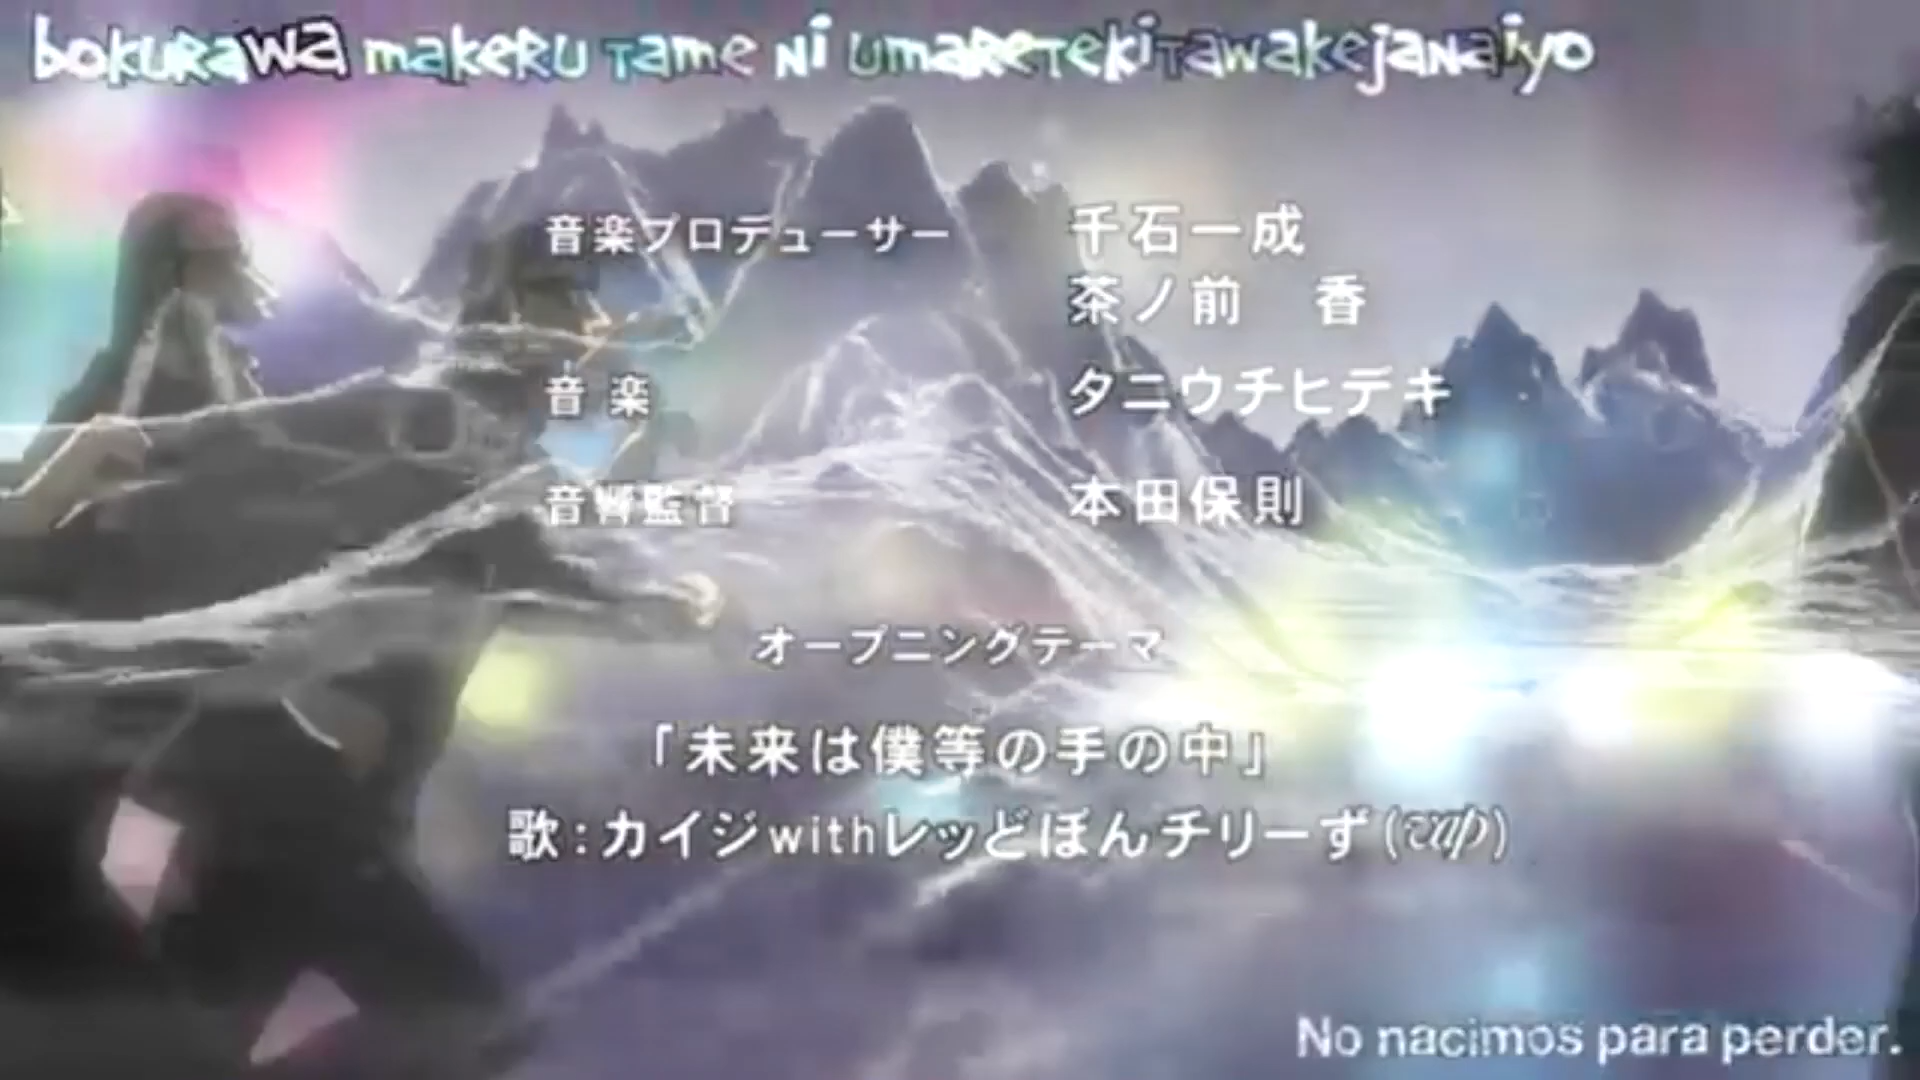 bokurawa makeru tame ni umaretekitawakejanaiyo
音楽プロデューサー 千石一成
茶ノ前 香
音楽 タニウチヒデキ
音響監督 本田保則
オープニングテーマ
「未来は僕等の手の中」
歌:カイジwithレッどぼんチリーず(vap)
No nacimos para perder.